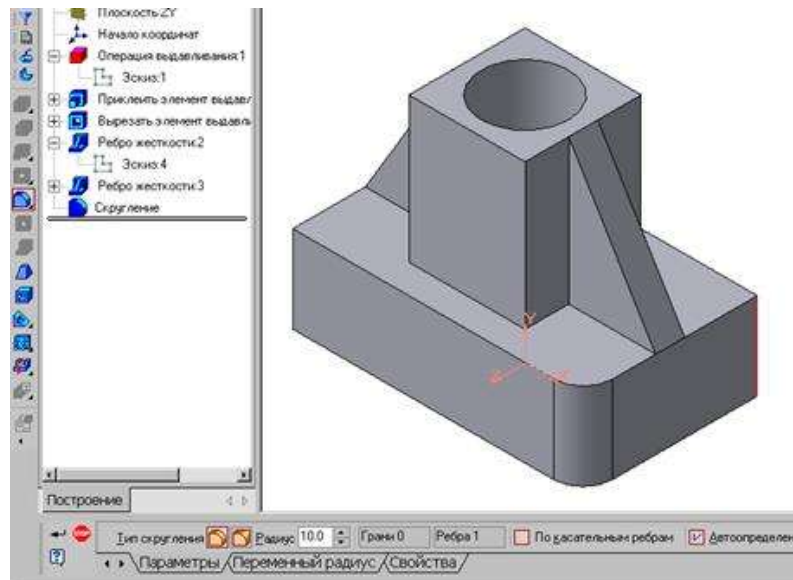 Плоскость ZY
Начало координат
Операция выдавливания:1
Эскиз:1
Приклеить элемент выдавл
Вырезать элемент выдавли
Ребро жесткости:2
Эскиз:4
Ребро жесткости:3
Скругление
Y
Построение
Тип скругления Радиус 10.0 Грани 0 Ребра 1 По касательным ребрам Автоопределен
Параметры Переменный радиус Свойства